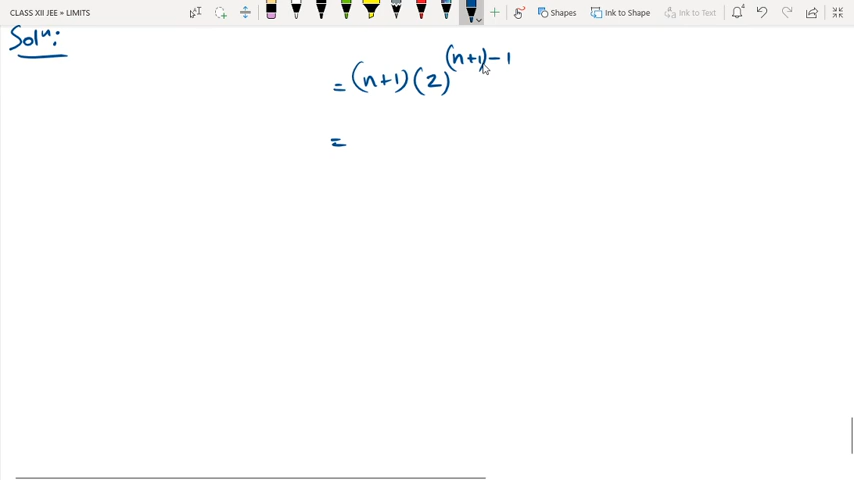 CLASS XII JEE » LIMITS
Shapes
Ink to Shape
Ink to Text
Solⁿ:
= (n+1) (2)^{(n+1)-1}
=